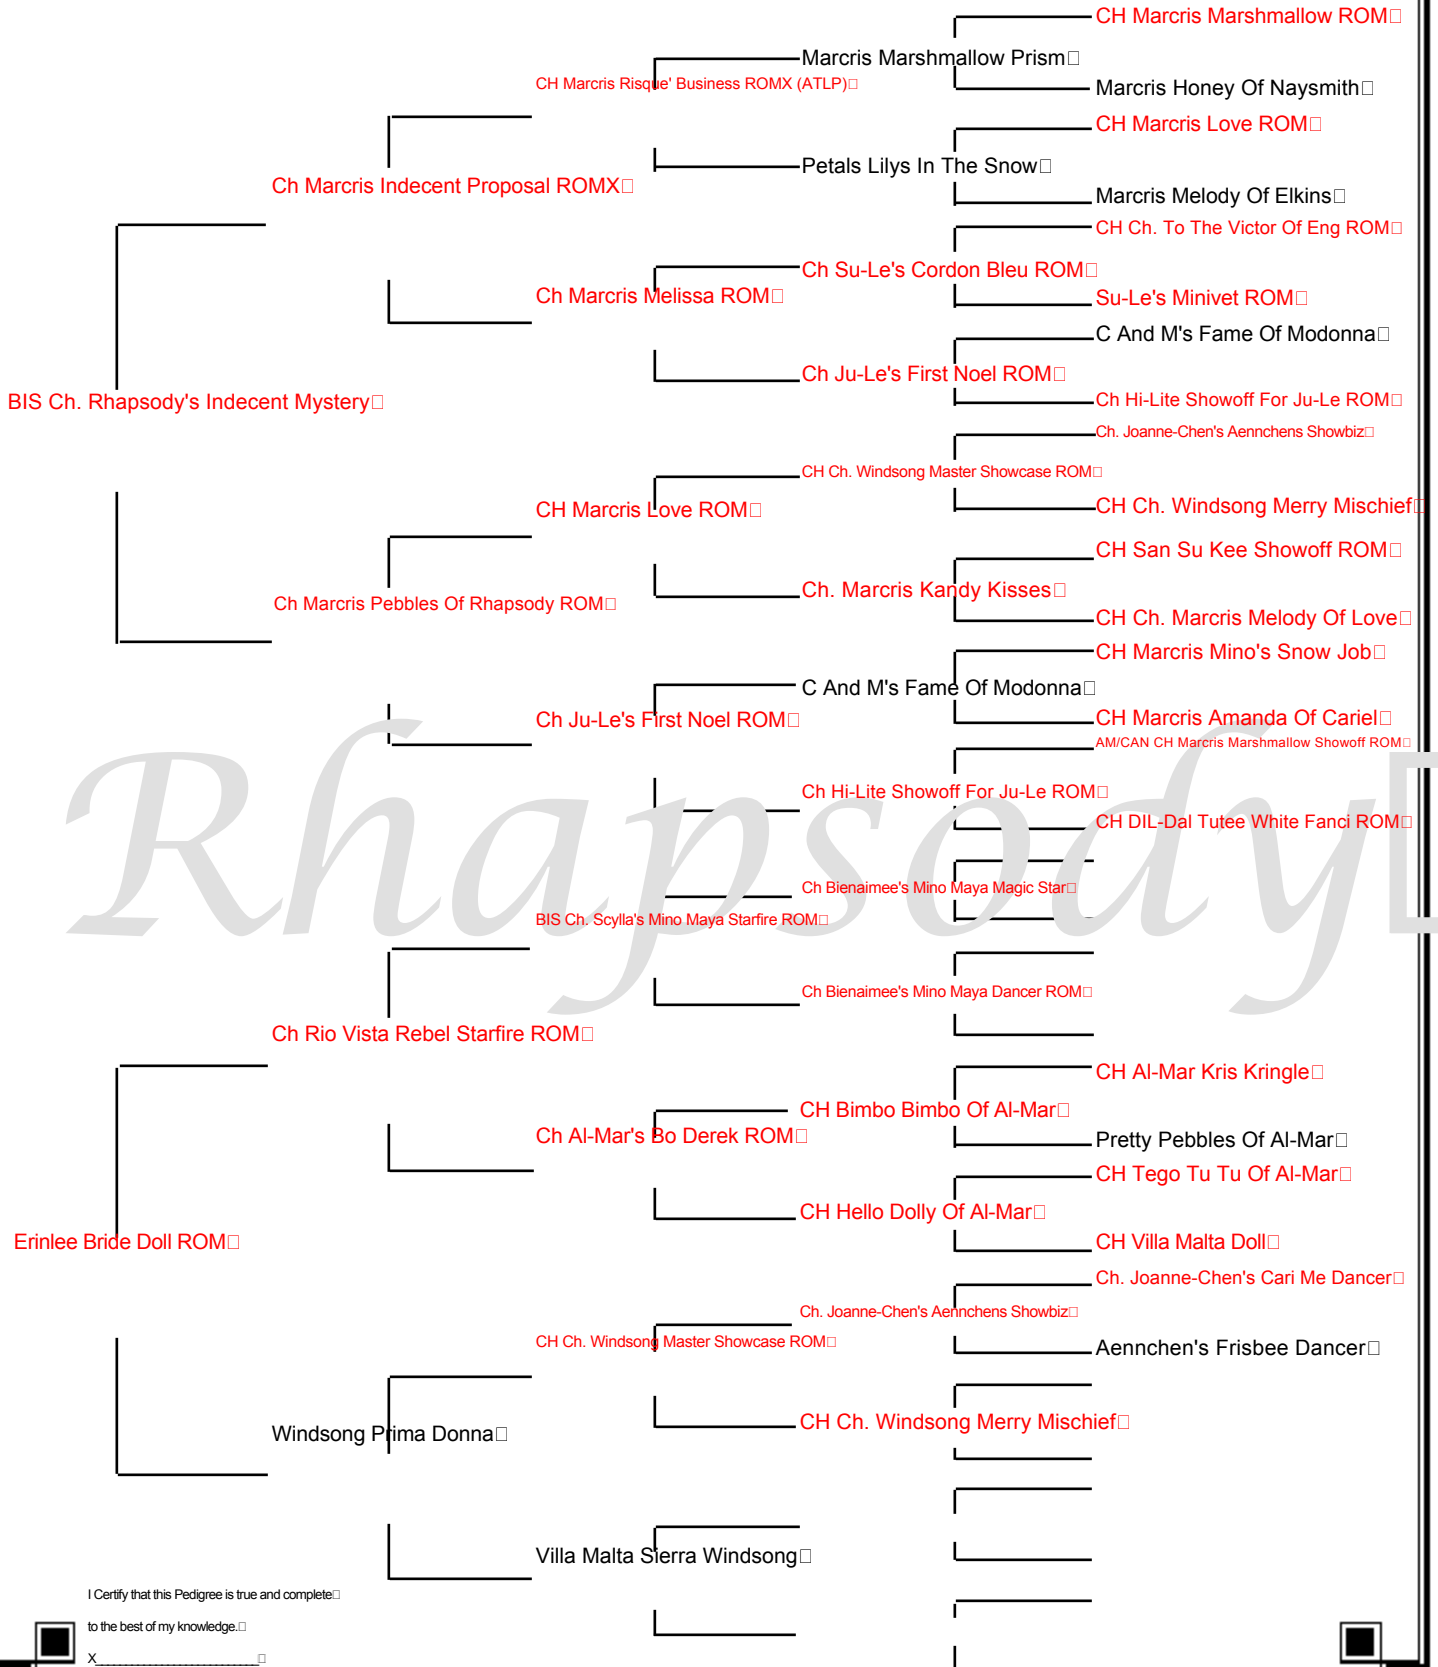 CH Marcris Marshmallow ROM
Marcris Marshmallow Prism
CH Marcris Risque' Business ROMX (ATLP)
Marcris Honey Of Naysmith
CH Marcris Love ROM
Petals Lilys In The Snow
Ch Marcris Indecent Proposal ROMX
Marcris Melody Of Elkins
CH Ch. To The Victor Of Eng ROM
Ch Su-Le's Cordon Bleu ROM
Ch Marcris Melissa ROM
Su-Le's Minivet ROM
C And M's Fame Of Modonna
Ch Ju-Le's First Noel ROM
BIS Ch. Rhapsody's Indecent Mystery
Ch Hi-Lite Showoff For Ju-Le ROM
Ch. Joanne-Chen's Aennchens Showbiz
CH Ch. Windsong Master Showcase ROM
CH Marcris Love ROM
CH Ch. Windsong Merry Mischief
CH San Su Kee Showoff ROM
Ch. Marcris Kandy Kisses
Ch Marcris Pebbles Of Rhapsody ROM
CH Ch. Marcris Melody Of Love
CH Marcris Mino's Snow Job
C And M's Fame Of Modonna
Ch Ju-Le's First Noel ROM
CH Marcris Amanda Of Cariel
AM/CAN CH Marcris Marshmallow Showoff ROM
Ch Hi-Lite Showoff For Ju-Le ROM
CH DIL-Dal Tutee White Fanci ROM
Rhapsody
Ch Bienaimee's Mino Maya Magic Star
BIS Ch. Scylla's Mino Maya Starfire ROM
Ch Bienaimee's Mino Maya Dancer ROM
Ch Rio Vista Rebel Starfire ROM
CH Al-Mar Kris Kringle
CH Bimbo Bimbo Of Al-Mar
Ch Al-Mar's Bo Derek ROM
Pretty Pebbles Of Al-Mar
CH Tego Tu Tu Of Al-Mar
CH Hello Dolly Of Al-Mar
Erinlee Bride Doll ROM
CH Villa Malta Doll
Ch. Joanne-Chen's Cari Me Dancer
Ch. Joanne-Chen's Aennchens Showbiz
CH Ch. Windsong Master Showcase ROM
Aennchen's Frisbee Dancer
CH Ch. Windsong Merry Mischief
Windsong Prima Donna
Villa Malta Sierra Windsong
I Certify that this Pedigree is true and complete
to the best of my knowledge.
X___________________________